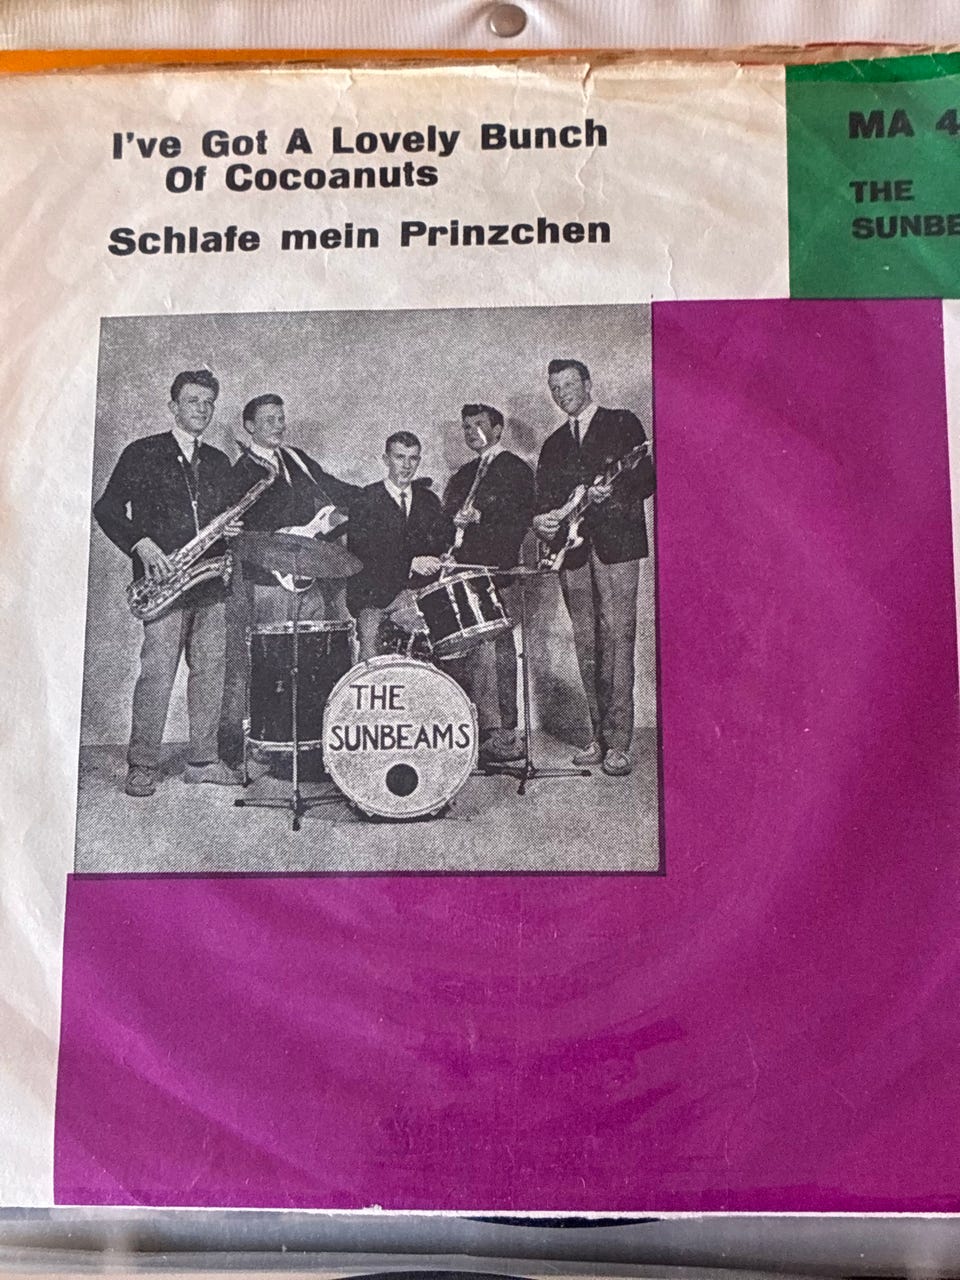 I've Got A Lovely Bunch
Of Cocoanuts
Schlafe mein Prinzchen
MA 4
THE
SUNBE
THE
SUNBEAMS